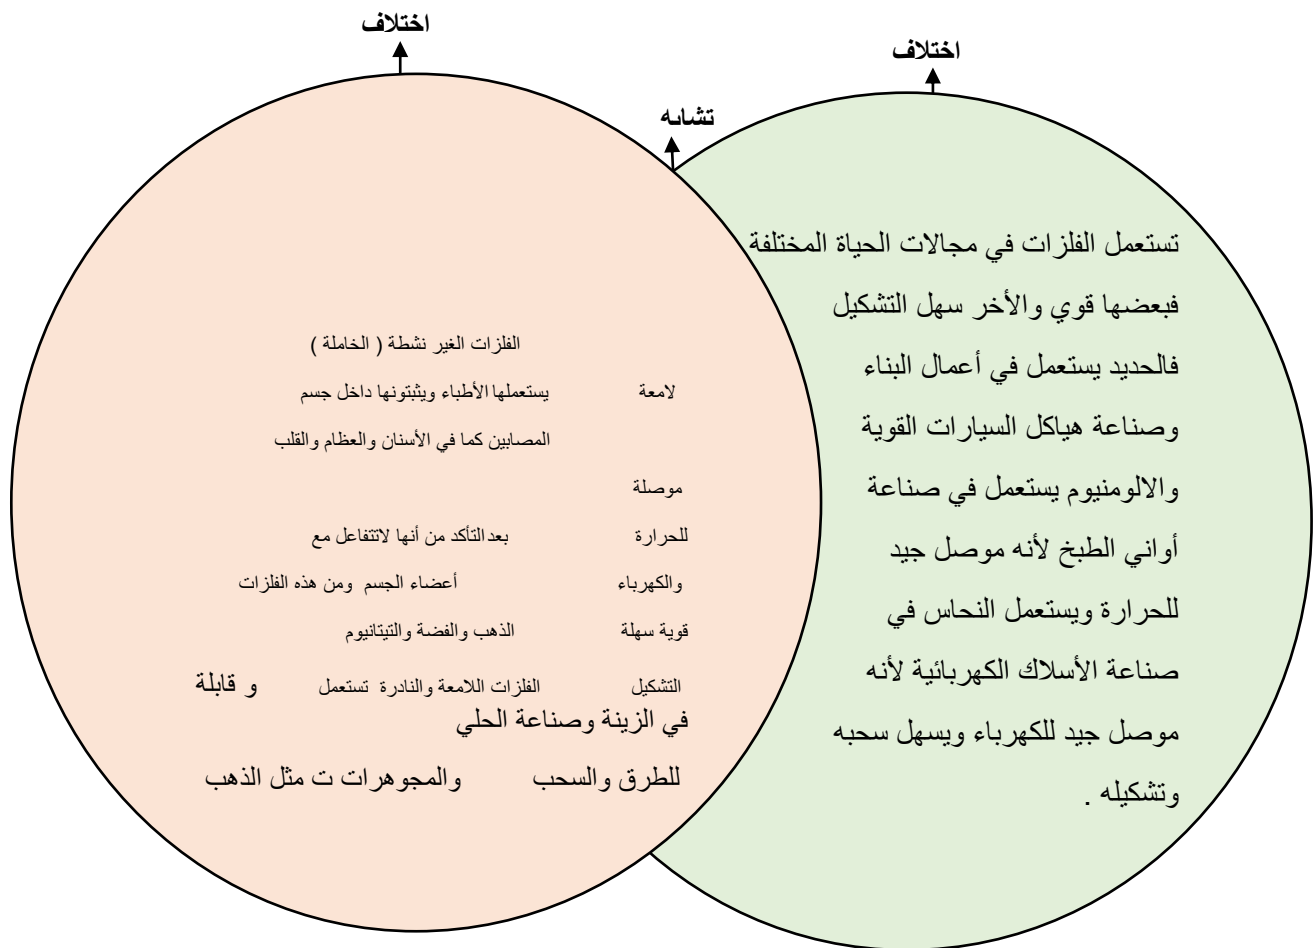 اختلاف
اختلاف
تشابه
تستعمل الفلزات في مجالات الحياة المختلفة
فبعضها قوي والأخر سهل التشكيل
فالحديد يستعمل في أعمال البناء
وصناعة هياكل السيارات القوية
والالومنيوم يستعمل في صناعة
أواني الطبخ لأنه موصل جيد
للحرارة ويستعمل النحاس في
صناعة الأسلاك الكهربائية لأنه
موصل جيد للكهرباء ويسهل سحبه
وتشكيله .
الفلزات الغير نشطة ( الخاملة )
لامعة يستعملها الأطباء ويثبتونها داخل جسم
المصابين كما في الأسنان والعظام والقلب
موصلة
للحرارة بعدالتأكد من أنها لاتتفاعل مع
والكهرباء أعضاء الجسم ومن هذه الفلزات
قوية سهلة الذهب والفضة والتيتانيوم
التشكيل الفلزات اللامعة والنادرة تستعمل و قابلة
في الزينة وصناعة الحلي
للطرق والسحب والمجوهرات ت مثل الذهب